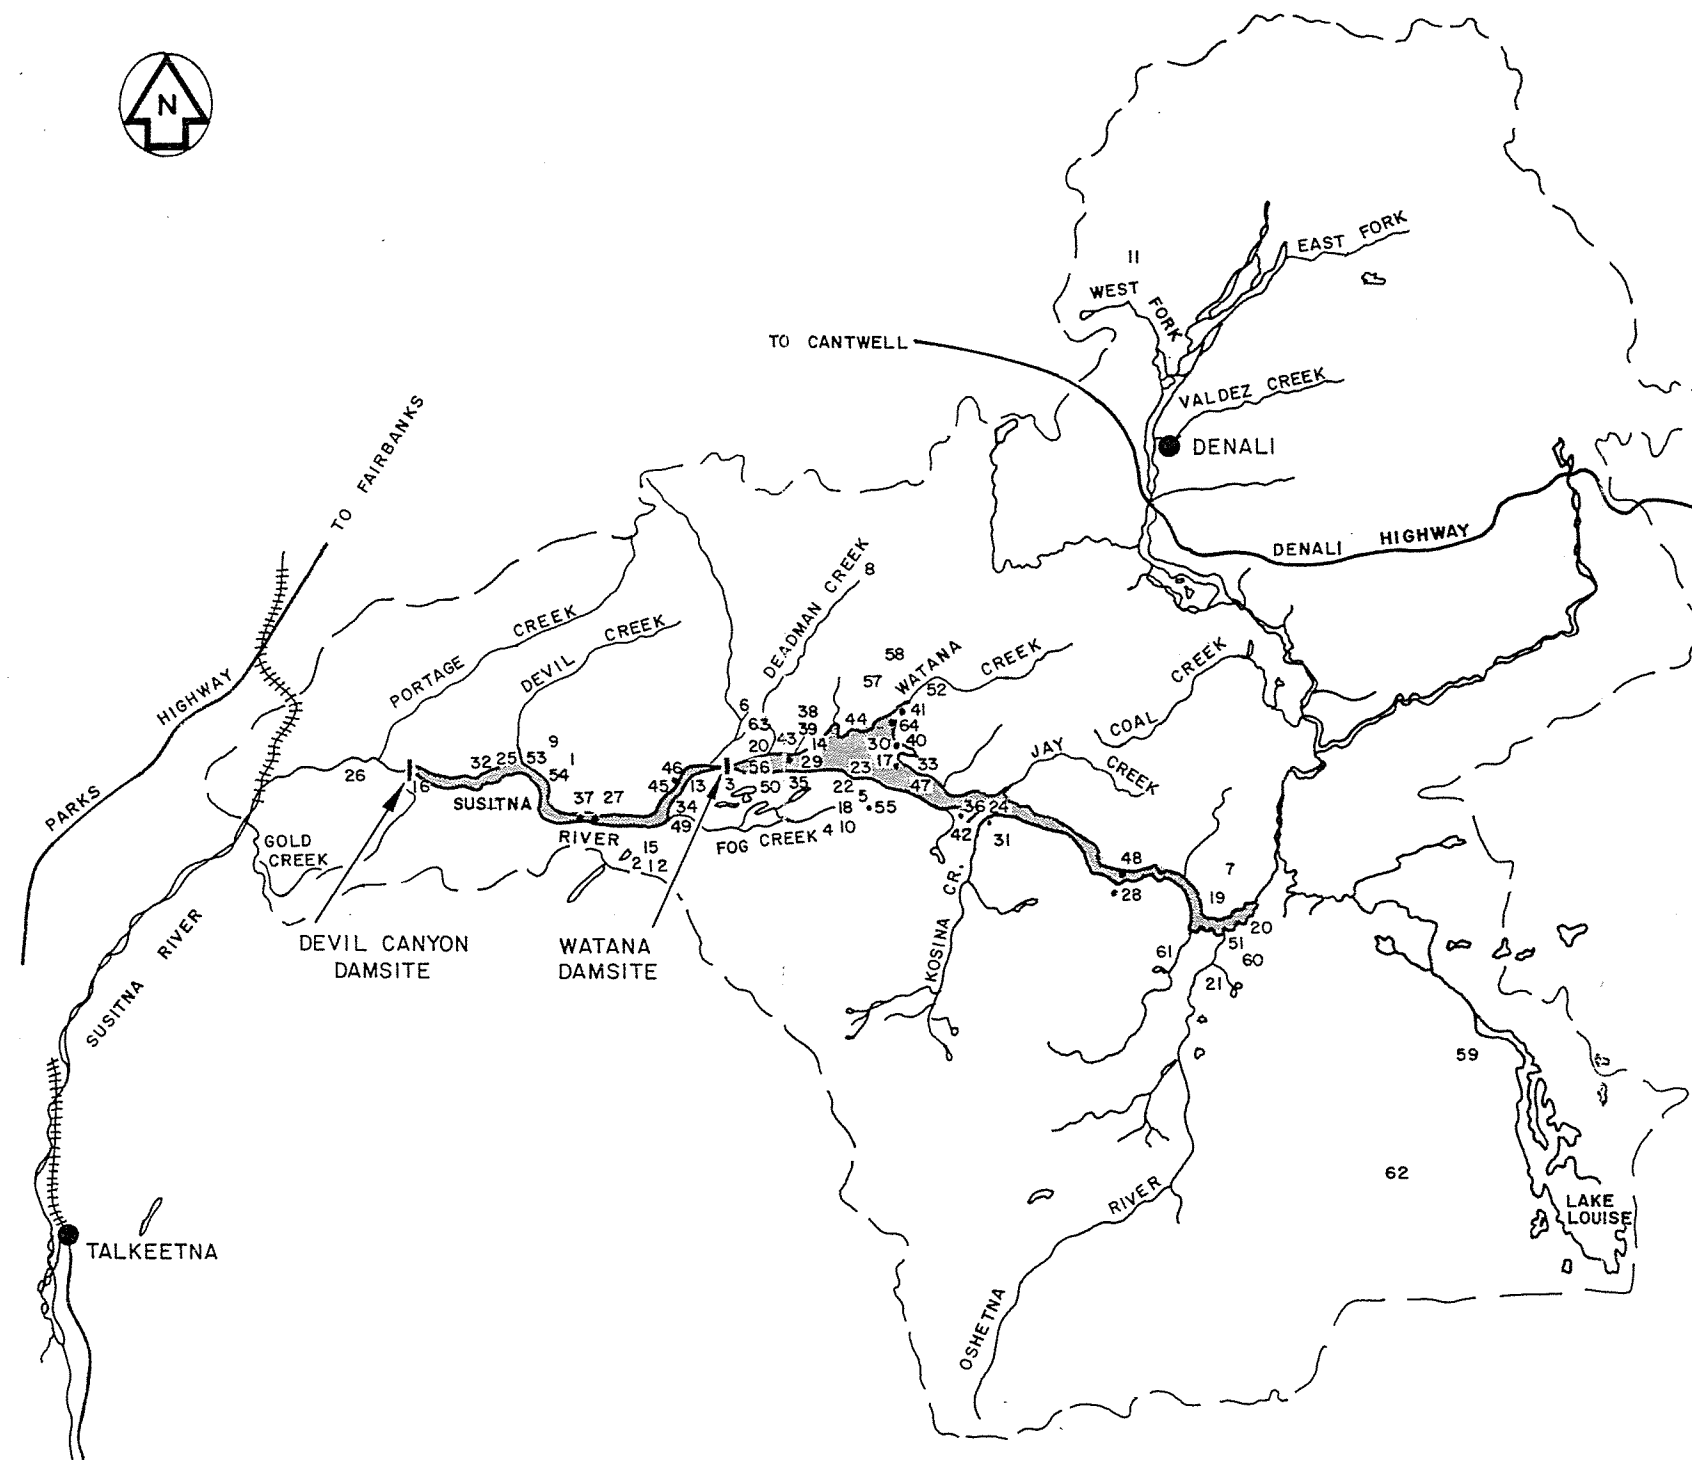 N
EAST FORK
11
WEST FORK
TO CANTWELL
VALDEZ CREEK
DENALI
TO FAIRBANKS
DENALI HIGHWAY
DEADMAN CREEK
8
PORTAGE CREEK
DEVIL CREEK
58
57
WATANA CREEK
52
COAL CREEK
PARKS HIGHWAY
6
63
38
39
44
41
64
9
1
32
25
53
54
20
43
14
30
40
JAY CREEK
26
16
SUSITNA RIVER
46
45
13
3
56
29
23
17
33
47
37
27
34
49
50
35
22
5
18
55
36
24
42
31
FOG CREEK
4
10
GOLD CREEK
15
2
12
48
28
7
19
20
51
60
61
21
KOSINA CR.
DEVIL CANYON
DAMSITE
WATANA
DAMSITE
SUSITNA RIVER
59
62
LAKE
LOUISE
OSHETNA RIVER
TALKEETNA